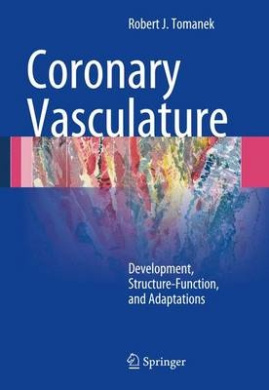 Robert J. Tomanek
Coronary
Vasculature
Development,
Structure-Function,
and Adaptations
Springer